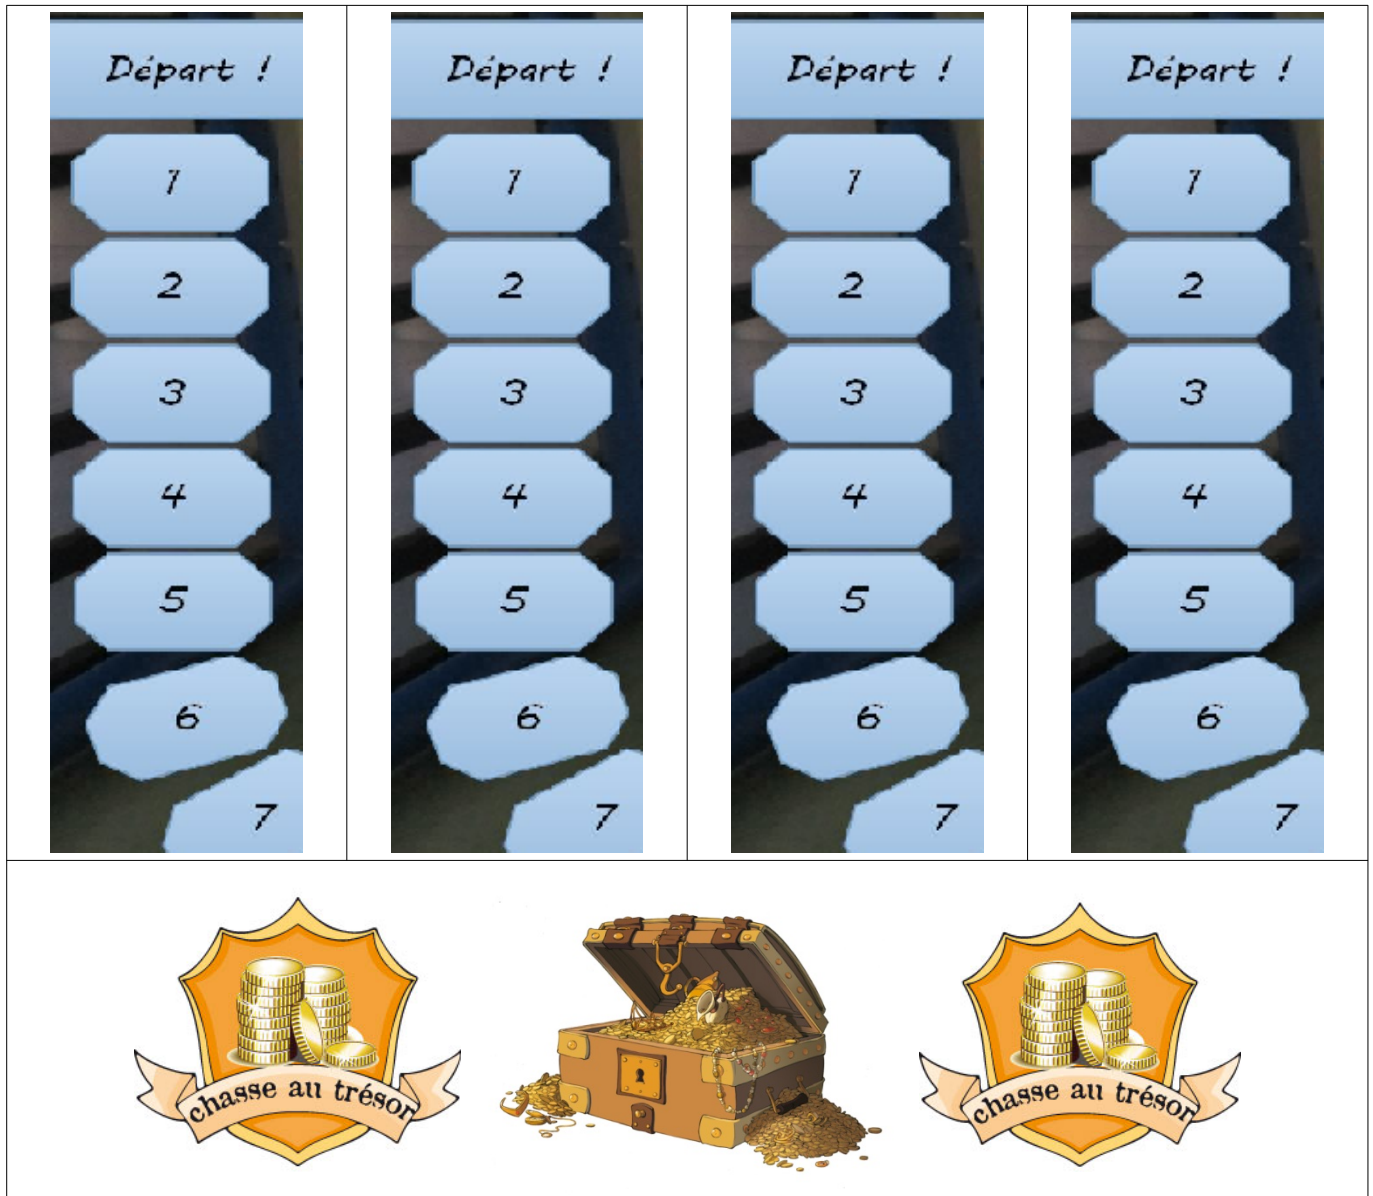 Départ ! Départ ! Départ ! Départ !
1 1 1 1
2 2 2 2
3 3 3 3
4 4 4 4
5 5 5 5
6 6 6 6
7 7 7 7
chasse au trésor chasse au trésor